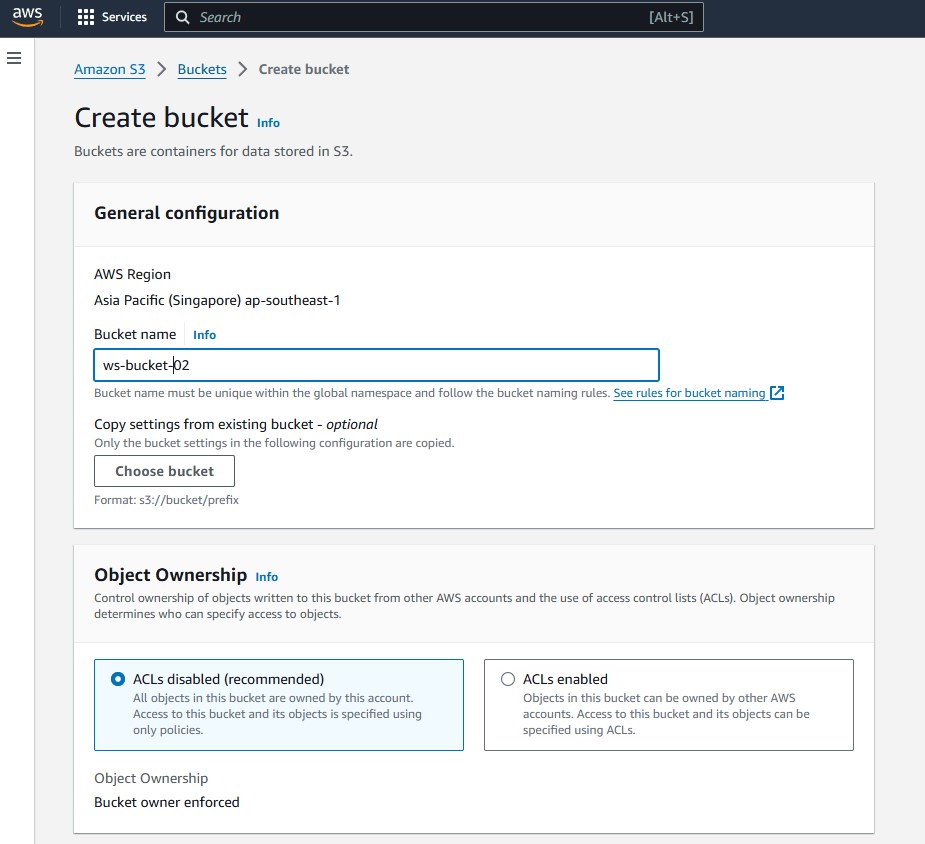 aws Services Search [Alt+S]
Amazon S3 > Buckets > Create bucket
Create bucket Info
Buckets are containers for data stored in S3.
General configuration
AWS Region
Asia Pacific (Singapore) ap-southeast-1
Bucket name Info
ws-bucket-02
Bucket name must be unique within the global namespace and follow the bucket naming rules. See rules for bucket naming
Copy settings from existing bucket - optional
Only the bucket settings in the following configuration are copied.
Choose bucket
Format: s3://bucket/prefix
Object Ownership Info
Control ownership of objects written to this bucket from other AWS accounts and the use of access control lists (ACLs). Object ownership
determines who can specify access to objects.
ACLs disabled (recommended)
All objects in this bucket are owned by this account.
Access to this bucket and its objects is specified using
only policies.
ACLs enabled
Objects in this bucket can be owned by other AWS
accounts. Access to this bucket and its objects can be
specified using ACLs.
Object Ownership
Bucket owner enforced